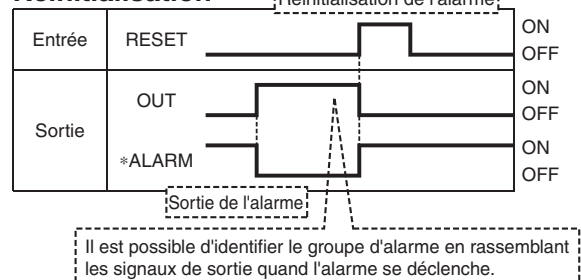 Réinitialisation
Réinitialisation de l'alarme
Entrée RESET ON
OFF
Sortie OUT ON
OFF
*ALARM ON
OFF
Sortie de l'alarme
Il est possible d'identifier le groupe d'alarme en rassemblant
les signaux de sortie quand l'alarme se déclenche.